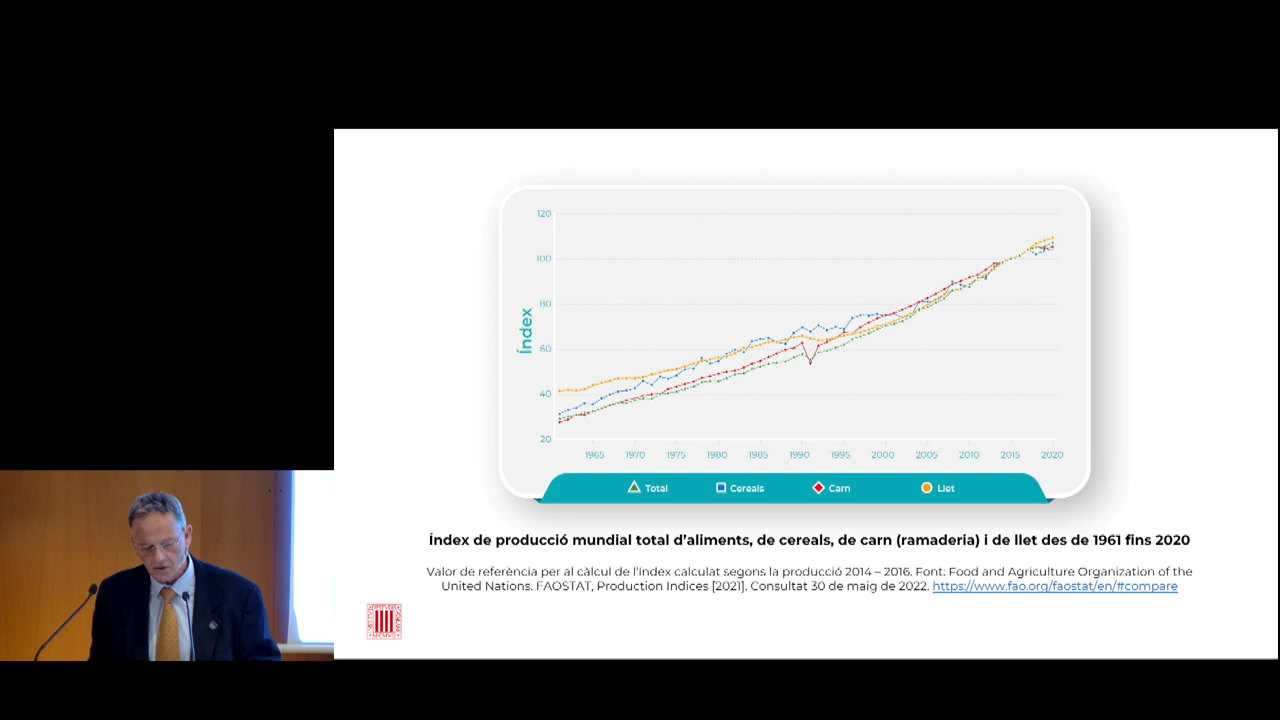 120
100
80
60
40
20
Índex
1965 1970 1975 1980 1985 1990 1995 2000 2005 2010 2015 2020
Total Cereals Carn Llet
Índex de producció mundial total d'aliments, de cereals, de carn (ramaderia) i de llet des de 1961 fins 2020
Valor de referència per al càlcul de l'índex calculat segons la producció 2014 – 2016. Font: Food and Agriculture Organization of the
United Nations. FAOSTAT, Production Indices [2021]. Consultat 30 de maig de 2022. https://www.fao.org/faostat/en/#compare